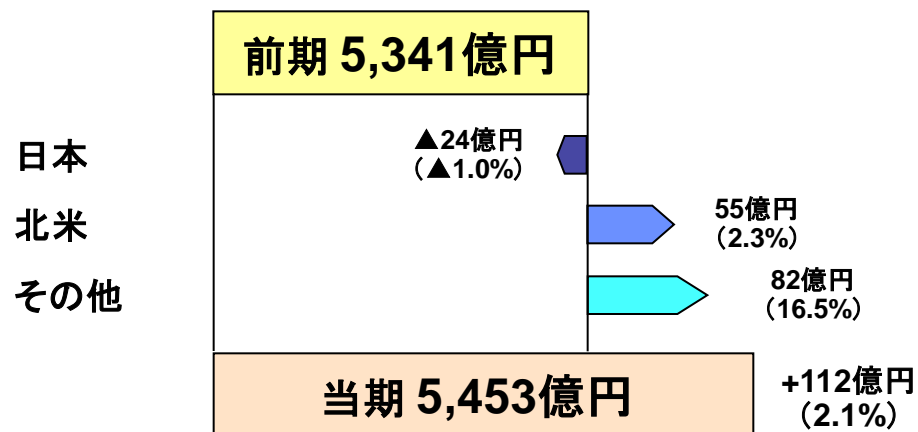 前期 5,341億円
日本
▲24億円
（▲1.0%）
北米
55億円
（2.3%）
その他
82億円
（16.5%）
当期 5,453億円
+112億円
（2.1%）